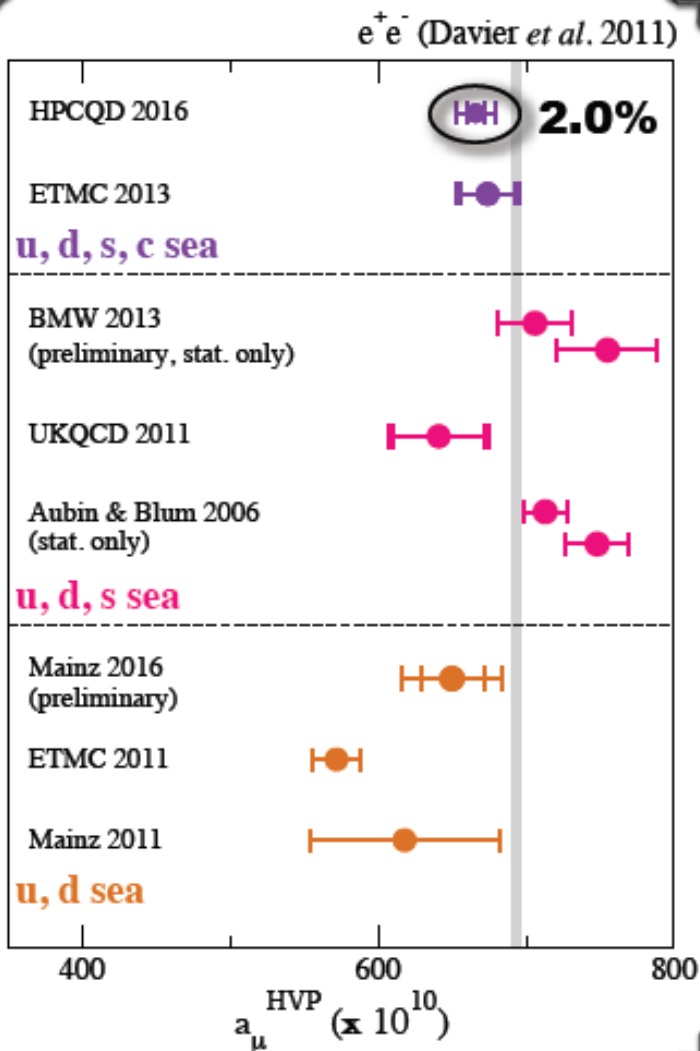 e⁺e⁻ (Davier et al. 2011)
HPCQD 2016
2.0%
ETMC 2013
u, d, s, c sea
BMW 2013
(preliminary, stat. only)
UKQCD 2011
Aubin & Blum 2006
(stat. only)
u, d, s sea
Mainz 2016
(preliminary)
ETMC 2011
Mainz 2011
u, d sea
400 600 800
aμ^HVP (x 10^10)